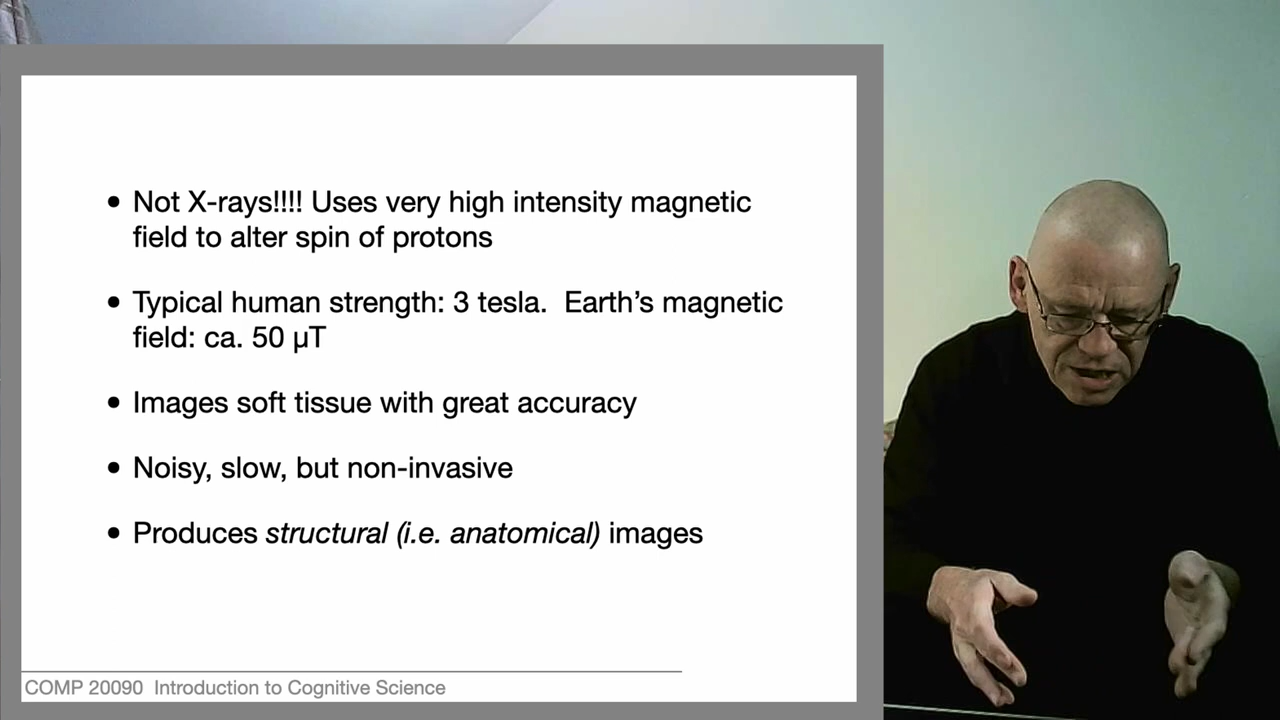 • Not X-rays!!!! Uses very high intensity magnetic
field to alter spin of protons
• Typical human strength: 3 tesla. Earth's magnetic
field: ca. 50 µT
• Images soft tissue with great accuracy
• Noisy, slow, but non-invasive
• Produces structural (i.e. anatomical) images
COMP 20090 Introduction to Cognitive Science